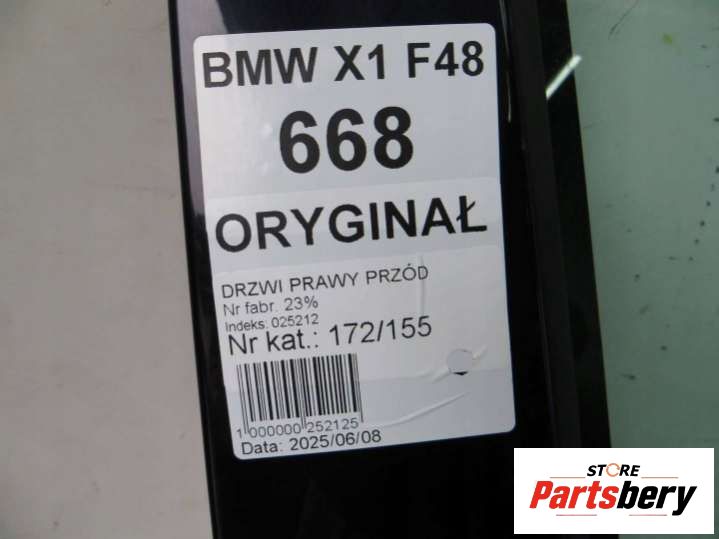 BMW X1 F48
668
ORYGINAŁ
DRZWI PRAWY PRZÓD
Nr fabr. 23%
Indeks: 025212
Nr kat.: 172/155
1 000000 252125
Data: 2025/06/08
STORE
Partsbery